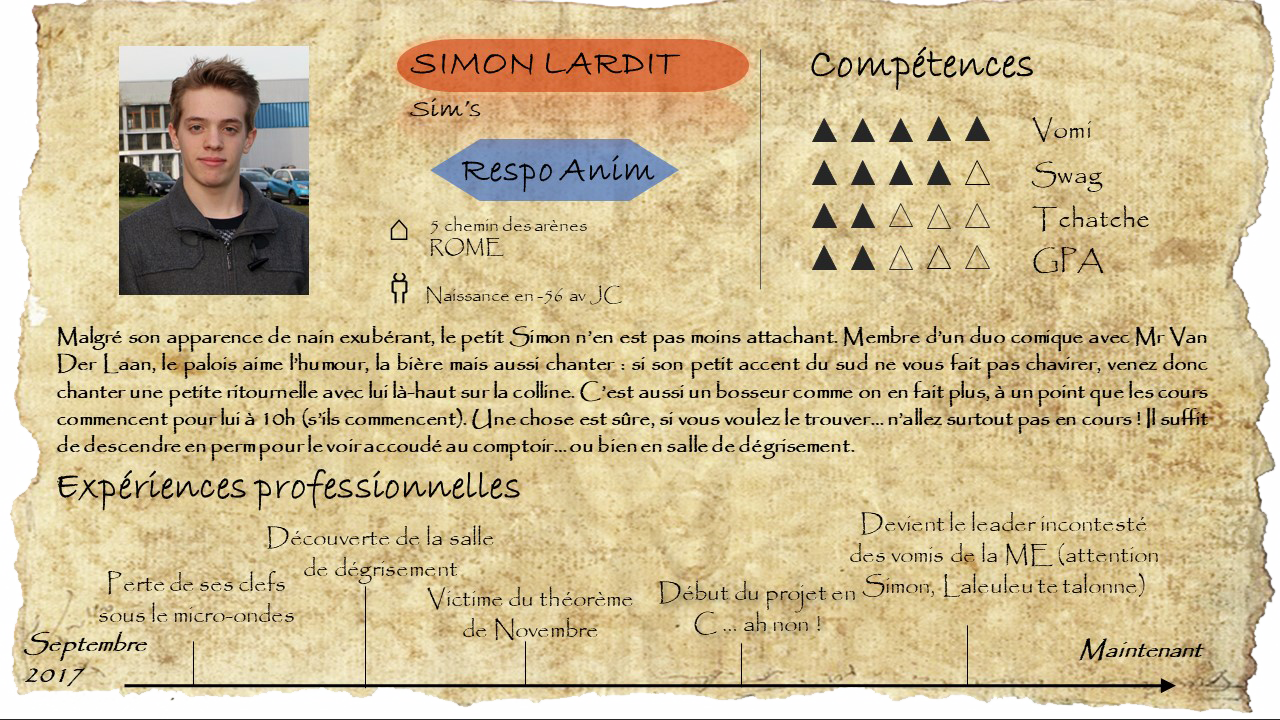 SIMON LARDIT
Sim's
Respo Anim
5 chemin des arènes
ROME
Naissance en -56 av JC
Compétences
Vomi
Swag
Tchatche
GPA
Malgré son apparence de nain exubérant, le petit Simon n'en est pas moins attachant. Membre d'un duo comique avec Mr Van
Der Laan, le palois aime l'humour, la bière mais aussi chanter : si son petit accent du sud ne vous fait pas chavirer, venez donc
chanter une petite ritournelle avec lui là-haut sur la colline. C'est aussi un bosseur comme on en fait plus, à un point que les cours
commencent pour lui à 10h (s'ils commencent). Une chose est sûre, si vous voulez le trouver... n'allez surtout pas en cours ! Il suffit
de descendre en perm pour le voir accoudé au comptoir... ou bien en salle de dégrisement.
Expériences professionnelles
Septembre
2017
Perte de ses clefs
sous le micro-ondes
Découverte de la salle
de dégrisement
Victime du théorème
de Novembre
Début du projet en
C ... ah non !
Devient le leader incontesté
des vomis de la ME (attention
Simon, Laleuleu te talonne)
Maintenant